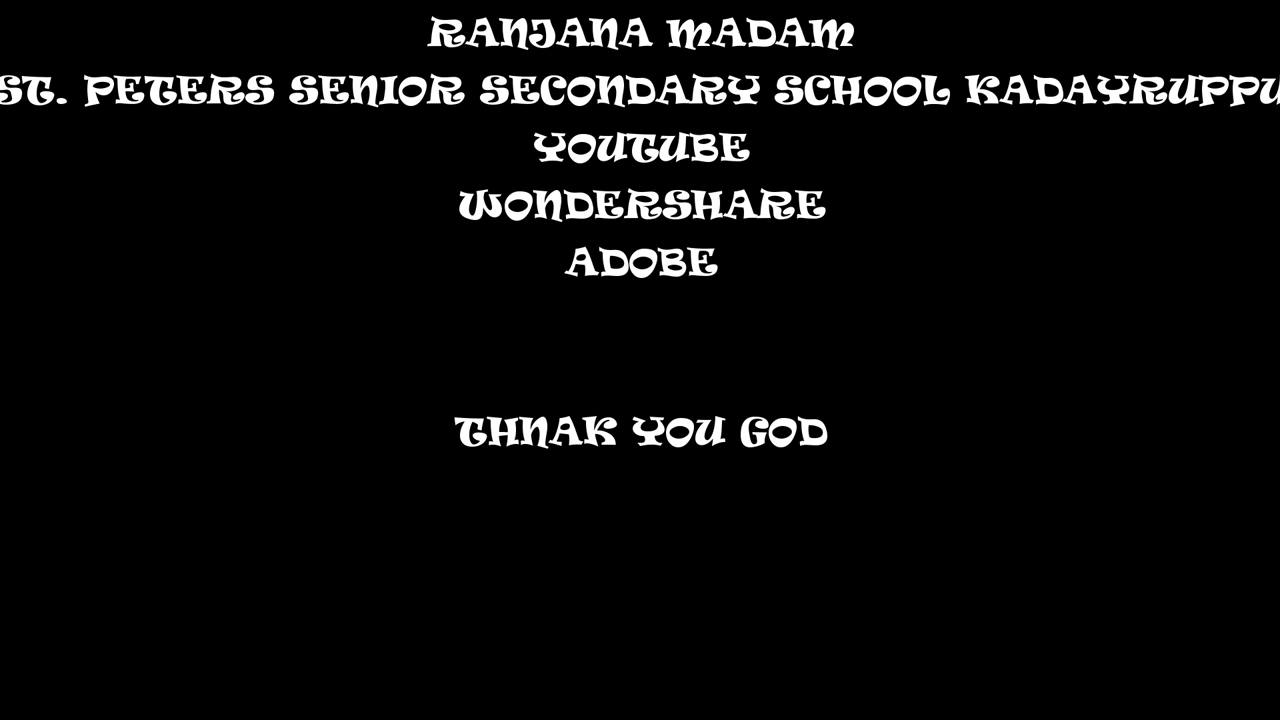 RANJANA MADAM
ST. PETERS SENIOR SECONDARY SCHOOL KADAYRUPPU
YOUTUBE
WONDERSHARE
ADOBE
THNAK YOU GOD